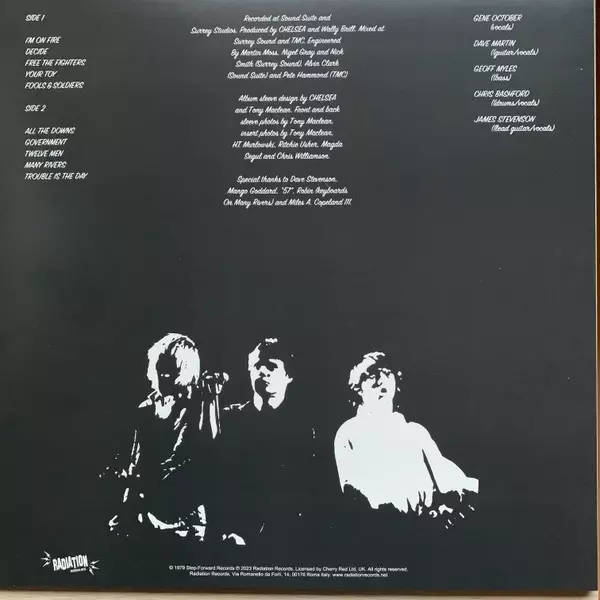 SIDE 1
I'M ON FIRE
DECIDE
FREE THE FIGHTERS
YOUR TOY
FOOLS & SOLDIERS
SIDE 2
ALL THE DOWNS
GOVERNMENT
TWELVE MEN
MANY RIVERS
TROUBLE IS THE DAY
Recorded at Sound Suite and
Surrey Studios. Produced by CHELSEA and Wally Brill. Mixed at
Surrey Sound and TMC. Engineered
By Martin Moss, Nigel Gray and Nick
Smith (Surrey Sound), Alvin Clark
(Sound Suite) and Pete Hammond (TMC)
Album sleeve design by CHELSEA
and Tony Maclean. Front and back
sleeve photos by Tony Maclean,
insert photos by Tony Maclean,
H.T. Murlowski, Ritchie Usher, Magda
Segul and Chris Williamson.
Special thanks to Dave Stevenson,
Mango Goddard, "57", Robin (keyboards
On Many Rivers) and Miles A. Copeland III.
GENE OCTOBER
(vocals)
DAVE MARTIN
(guitar/vocals)
GEOFF MYLES
(bass)
CHRIS BASHFORD
(drums/vocals)
JAMES STEVENSON
(lead guitar/vocals)
RADIATION
℗ 1979 Step-Forward Records © 2023 Radiation Records. Licensed by Cherry Red Ltd, UK. All rights reserved.
Radiation Records, Via Romanello da Forlì, 14, 00176 Roma Italy. www.radiationrecords.net